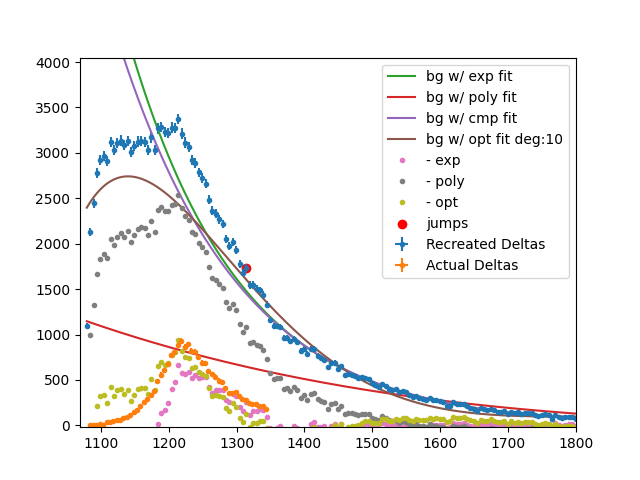 4000
3500
3000
2500
2000
1500
1000
500
0
1100 1200 1300 1400 1500 1600 1700 1800
bg w/ exp fit
bg w/ poly fit
bg w/ cmp fit
bg w/ opt fit deg:10
- exp
- poly
- opt
jumps
Recreated Deltas
Actual Deltas